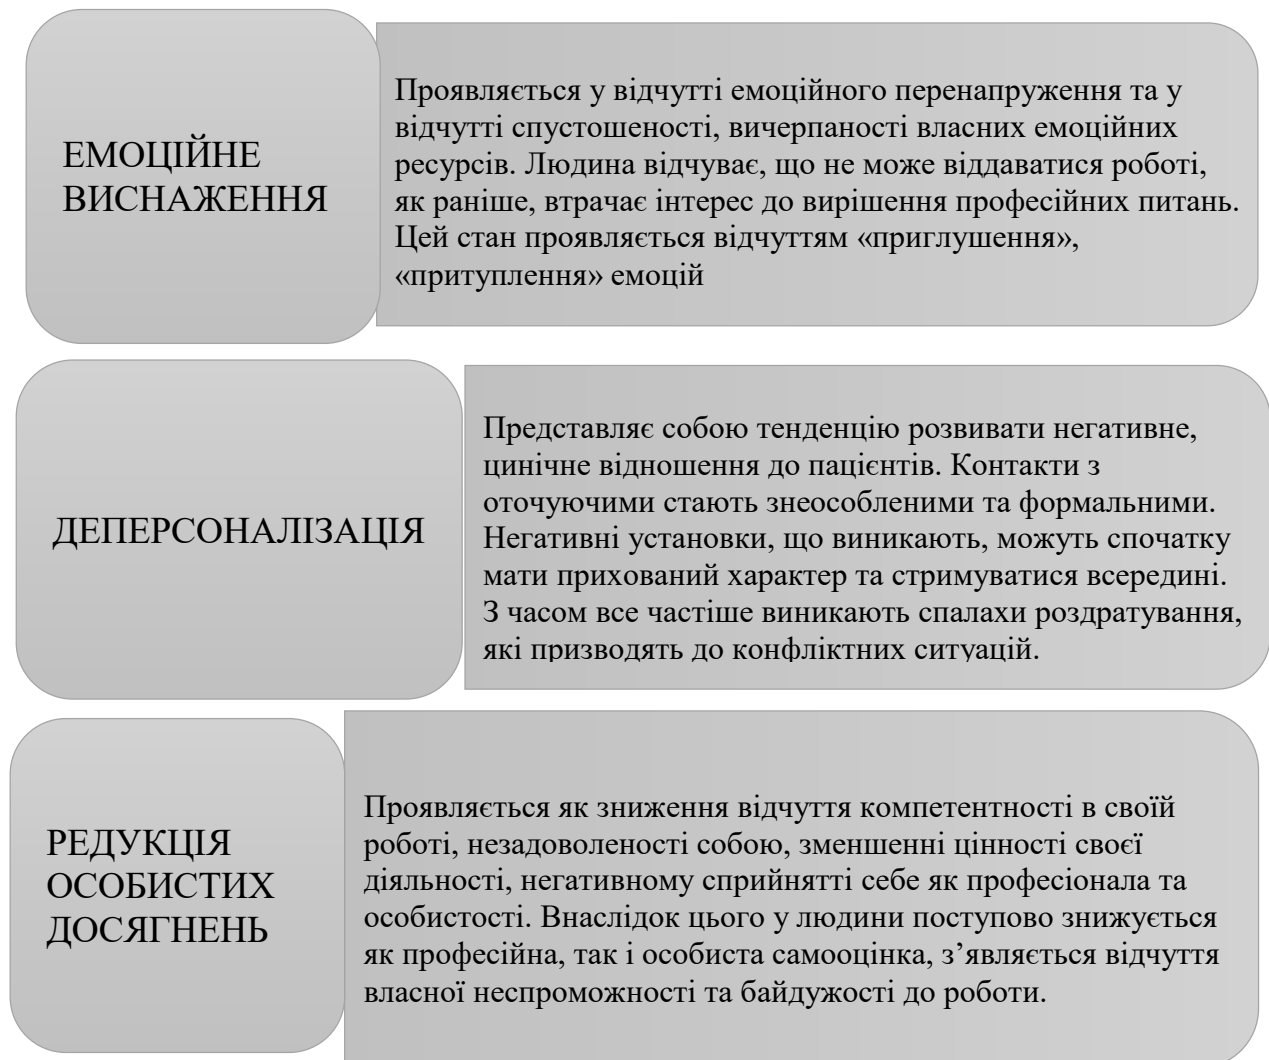 ЕМОЦІЙНЕ
ВИСНАЖЕННЯ
Проявляється у відчутті емоційного перенапруження та у
відчутті спустошеності, вичерпаності власних емоційних
ресурсів. Людина відчуває, що не може віддаватися роботі,
як раніше, втрачає інтерес до вирішення професійних питань.
Цей стан проявляється відчуттям «приглушення»,
«притуплення» емоцій
ДЕПЕРСОНАЛІЗАЦІЯ
Представляє собою тенденцію розвивати негативне,
цинічне відношення до пацієнтів. Контакти з
оточуючими стають знеособленими та формальними.
Негативні установки, що виникають, можуть спочатку
мати прихований характер та стримуватися всередині.
З часом все частіше виникають спалахи роздратування,
які призводять до конфліктних ситуацій.
РЕДУКЦІЯ
ОСОБИСТИХ
ДОСЯГНЕНЬ
Проявляється як зниження відчуття компетентності в своїй
роботі, незадоволеності собою, зменшенні цінності своєї
діяльності, негативному сприйнятті себе як професіонала та
особистості. Внаслідок цього у людини поступово знижується
як професійна, так і особиста самооцінка, з’являється відчуття
власної неспроможності та байдужості до роботи.